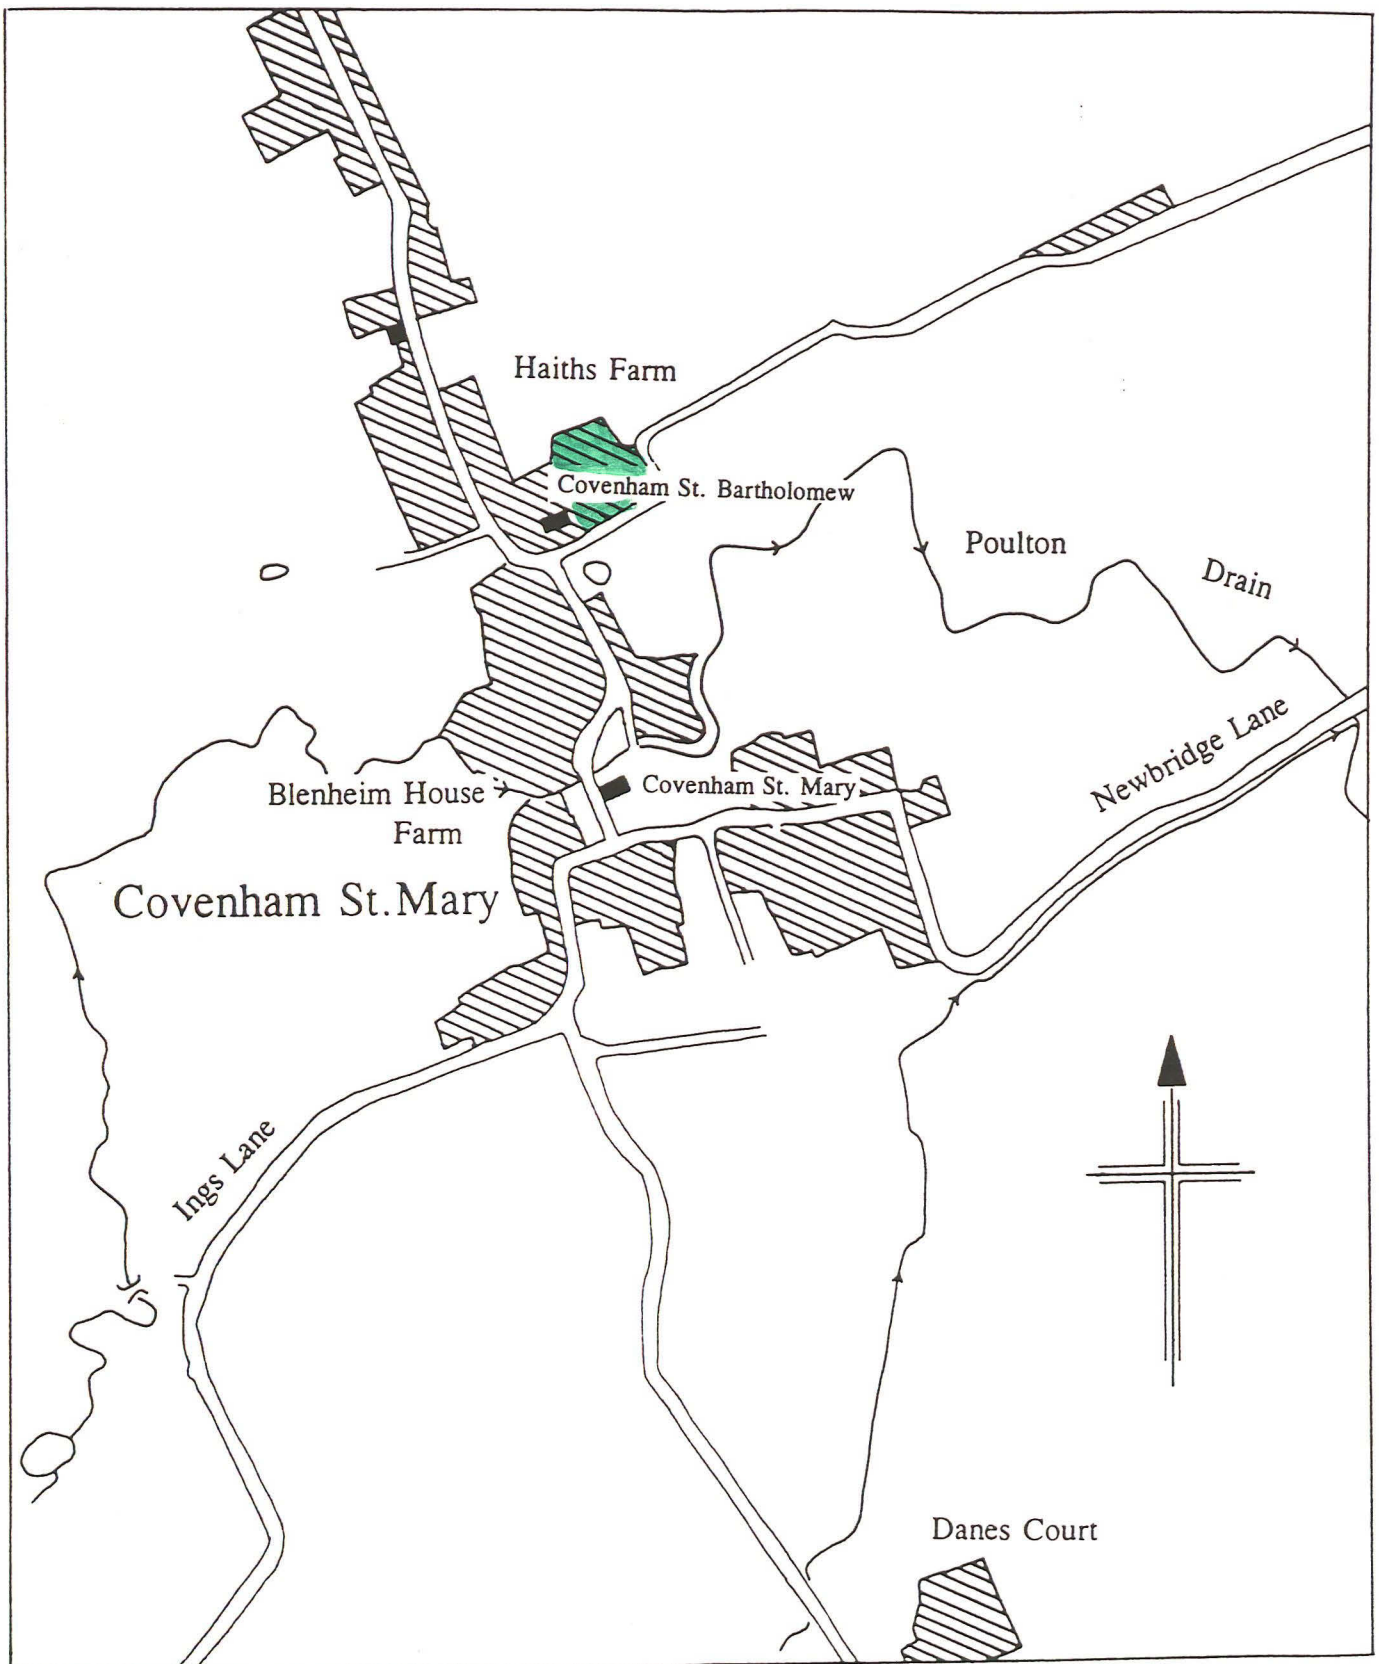 Haiths Farm
Covenham St. Bartholomew
Poulton
Drain
Newbridge Lane
Blenheim House
Farm
Covenham St. Mary
Covenham St.Mary
Ings Lane
Danes Court